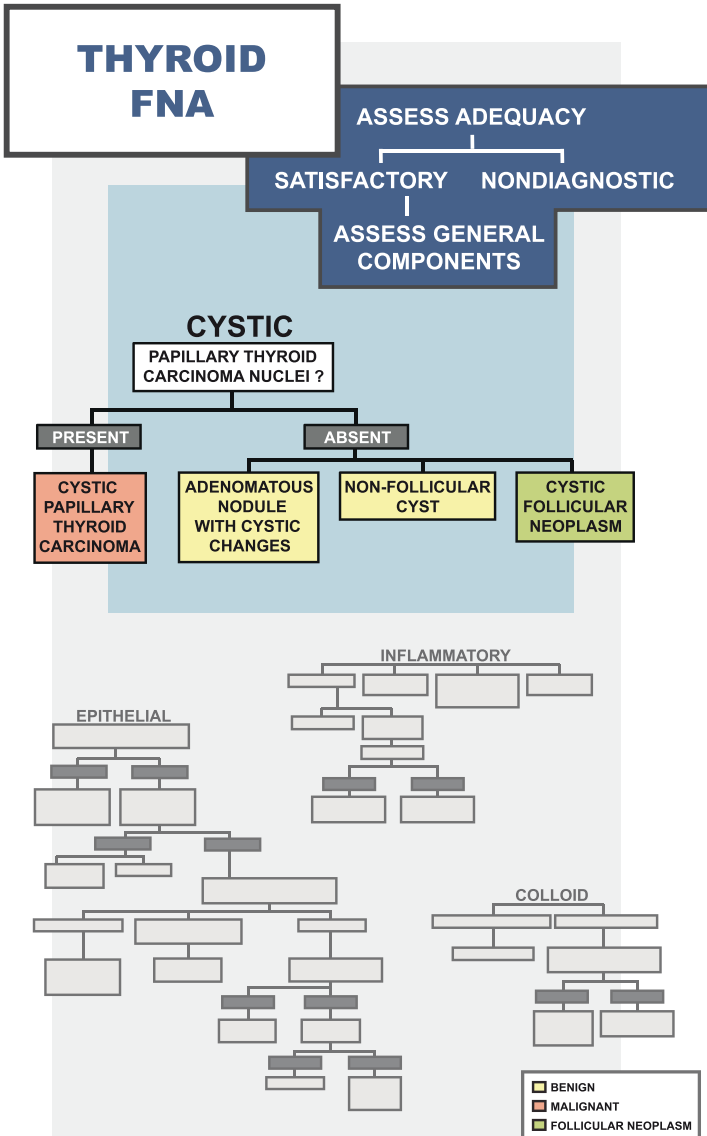 THYROID
FNA
ASSESS ADEQUACY
SATISFACTORY
NONDIAGNOSTIC
ASSESS GENERAL
COMPONENTS
CYSTIC
PAPILLARY THYROID
CARCINOMA NUCLEI ?
PRESENT
ABSENT
CYSTIC
PAPILLARY
THYROID
CARCINOMA
ADENOMATOUS
NODULE
WITH CYSTIC
CHANGES
NON-FOLLICULAR
CYST
CYSTIC
FOLLICULAR
NEOPLASM
INFLAMMATORY
EPITHELIAL
COLLOID
BENIGN
MALIGNANT
FOLLICULAR NEOPLASM